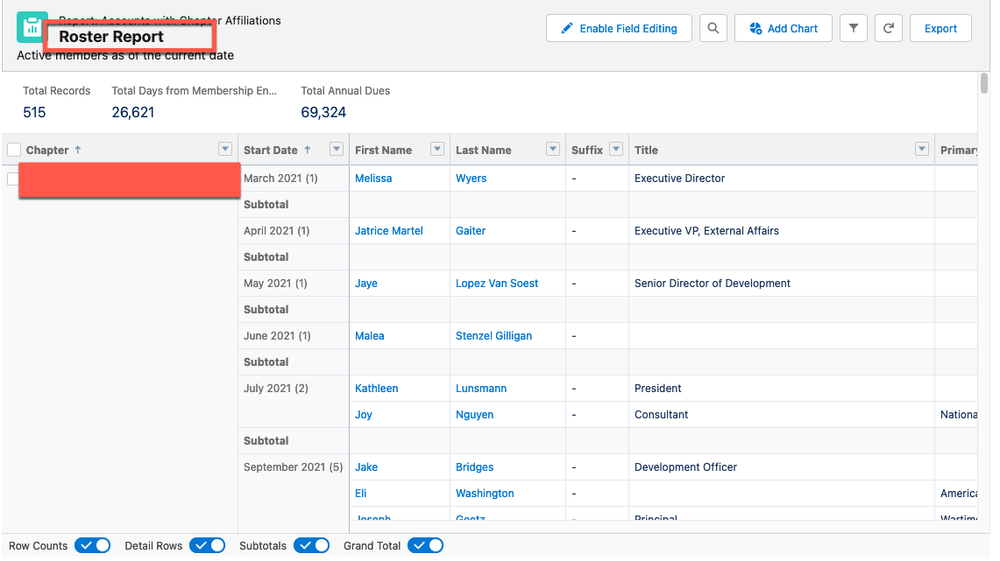 Report: Accounts with Chapter Affiliations
Roster Report
Active members as of the current date
Enable Field Editing
Add Chart
Export
Total Records Total Days from Membership En... Total Annual Dues
515 26,621 69,324
Chapter ↑ Start Date ↑ First Name Last Name Suffix Title Primary
March 2021 (1) Melissa Wyers - Executive Director
Subtotal
April 2021 (1) Jatrice Martel Gaiter - Executive VP, External Affairs
Subtotal
May 2021 (1) Jaye Lopez Van Soest - Senior Director of Development
Subtotal
June 2021 (1) Malea Stenzel Gilligan -
Subtotal
July 2021 (2) Kathleen Lunsmann - President
Joy Nguyen - Consultant Nationa
Subtotal
September 2021 (5) Jake Bridges - Development Officer
Eli Washington - America
Joseph Goetz - Principal Wartim
Row Counts Detail Rows Subtotals Grand Total